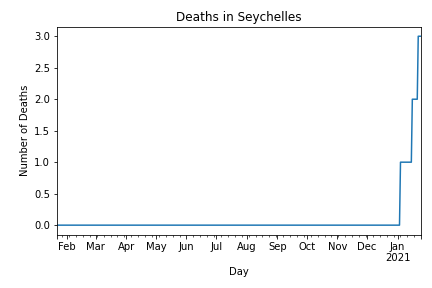 Deaths in Seychelles
3.0
2.5
2.0
1.5
1.0
0.5
0.0
Number of Deaths
Feb Mar Apr May Jun Jul Aug Sep Oct Nov Dec Jan
2021
Day